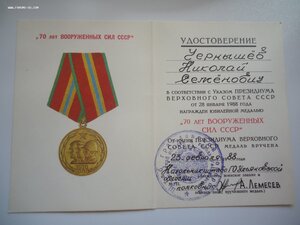 "70 лет ВООРУЖЕННЫХ СИЛ СССР"
УДОСТОВЕРЕНИЕ
Чернышёв
Николай
Семёнович
В СООТВЕТСТВИИ С УКАЗОМ ПРЕЗИДИУМА
ВЕРХОВНОГО СОВЕТА СССР
ОТ 28 ЯНВАРЯ 1988 ГОДА
НАГРАЖДЕН ЮБИЛЕЙНОЙ МЕДАЛЬЮ
"70 ЛЕТ ВООРУЖЕННЫХ
СИЛ СССР"
ОТ ИМЕНИ ПРЕЗИДИУМА ВЕРХОВНОГО
СОВЕТА СССР МЕДАЛЬ ВРУЧЕНА
23 февраля 88
полковник А. Лемесев